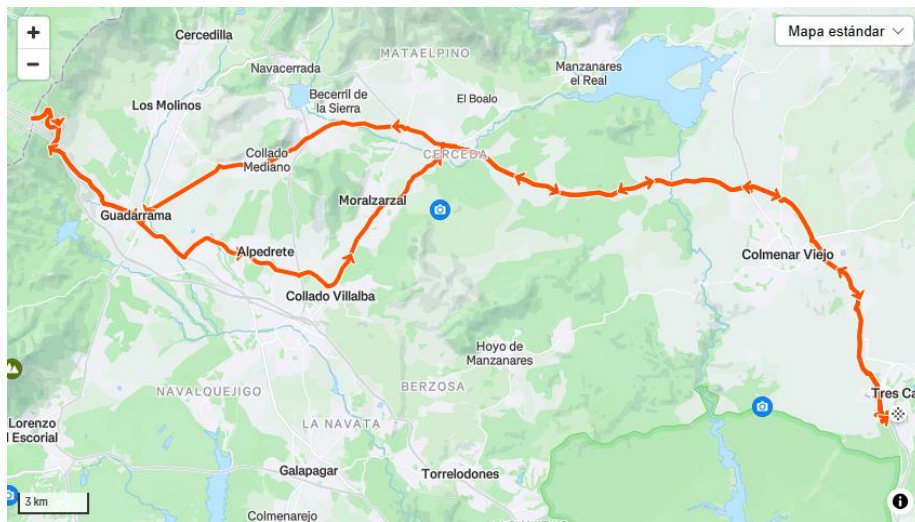 +
Mapa estándar
Cercedilla
−
MATAELPINO
Navacerrada
Manzanares
el Real
Becerril de
la Sierra
El Boalo
Los Molinos
Collado
Mediano
CERCEDA
Moralzarzal
Guadarrama
Alpedrete
Colmenar Viejo
Collado Villalba
Hoyo de
Manzanares
BERZOSA
NAVALQUEJIGO
Tres Ca
Lorenzo
l Escorial
LA NAVATA
Galapagar
Torrelodones
3 km
Colmenarejo